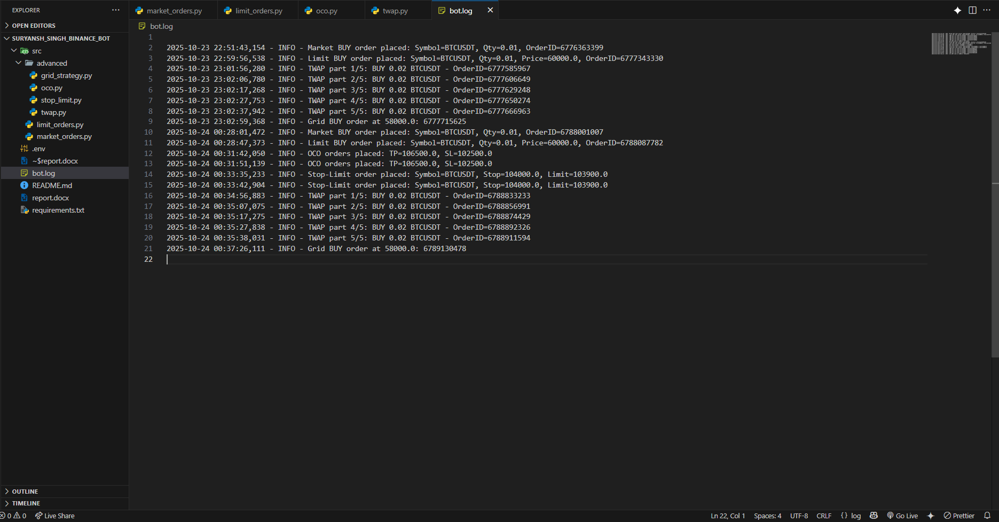 EXPLORER
OPEN EDITORS
SURYANSH_SINGH_BINANCE_BOT
src
advanced
grid_strategy.py
oco.py
stop_limit.py
twap.py
limit_orders.py
market_orders.py
.env
~$report.docx
bot.log
README.md
report.docx
requirements.txt
OUTLINE
TIMELINE
market_orders.py limit_orders.py oco.py twap.py bot.log
bot.log
1
2 2025-10-23 22:51:43,154 - INFO - Market BUY order placed: Symbol=BTCUSDT, Qty=0.01, OrderID=6776363399
3 2025-10-23 22:59:56,538 - INFO - Limit BUY order placed: Symbol=BTCUSDT, Qty=0.01, Price=60000.0, OrderID=6777343330
4 2025-10-23 23:01:56,280 - INFO - TWAP part 1/5: BUY 0.02 BTCUSDT - OrderID=6777585967
5 2025-10-23 23:02:06,780 - INFO - TWAP part 2/5: BUY 0.02 BTCUSDT - OrderID=6777606649
6 2025-10-23 23:02:17,268 - INFO - TWAP part 3/5: BUY 0.02 BTCUSDT - OrderID=6777629248
7 2025-10-23 23:02:27,753 - INFO - TWAP part 4/5: BUY 0.02 BTCUSDT - OrderID=6777650274
8 2025-10-23 23:02:37,942 - INFO - TWAP part 5/5: BUY 0.02 BTCUSDT - OrderID=6777666963
9 2025-10-23 23:02:59,368 - INFO - Grid BUY order at 58000.0: 6777715625
10 2025-10-24 00:28:01,472 - INFO - Market BUY order placed: Symbol=BTCUSDT, Qty=0.01, OrderID=6788001007
11 2025-10-24 00:28:47,373 - INFO - Limit BUY order placed: Symbol=BTCUSDT, Qty=0.01, Price=60000.0, OrderID=6788087782
12 2025-10-24 00:31:42,050 - INFO - OCO orders placed: TP=106500.0, SL=102500.0
13 2025-10-24 00:31:51,139 - INFO - OCO orders placed: TP=106500.0, SL=102500.0
14 2025-10-24 00:33:35,233 - INFO - Stop-Limit order placed: Symbol=BTCUSDT, Stop=104000.0, Limit=103900.0
15 2025-10-24 00:33:42,904 - INFO - Stop-Limit order placed: Symbol=BTCUSDT, Stop=104000.0, Limit=103900.0
16 2025-10-24 00:34:56,883 - INFO - TWAP part 1/5: BUY 0.02 BTCUSDT - OrderID=6788833233
17 2025-10-24 00:35:07,075 - INFO - TWAP part 2/5: BUY 0.02 BTCUSDT - OrderID=6788856991
18 2025-10-24 00:35:17,275 - INFO - TWAP part 3/5: BUY 0.02 BTCUSDT - OrderID=6788874429
19 2025-10-24 00:35:27,838 - INFO - TWAP part 4/5: BUY 0.02 BTCUSDT - OrderID=6788892326
20 2025-10-24 00:35:38,031 - INFO - TWAP part 5/5: BUY 0.02 BTCUSDT - OrderID=6788911594
21 2025-10-24 00:37:26,111 - INFO - Grid BUY order at 58000.0: 6789130478
22
0 0 Live Share Ln 22, Col 1 Spaces: 4 UTF-8 CRLF {} log Go Live Prettier